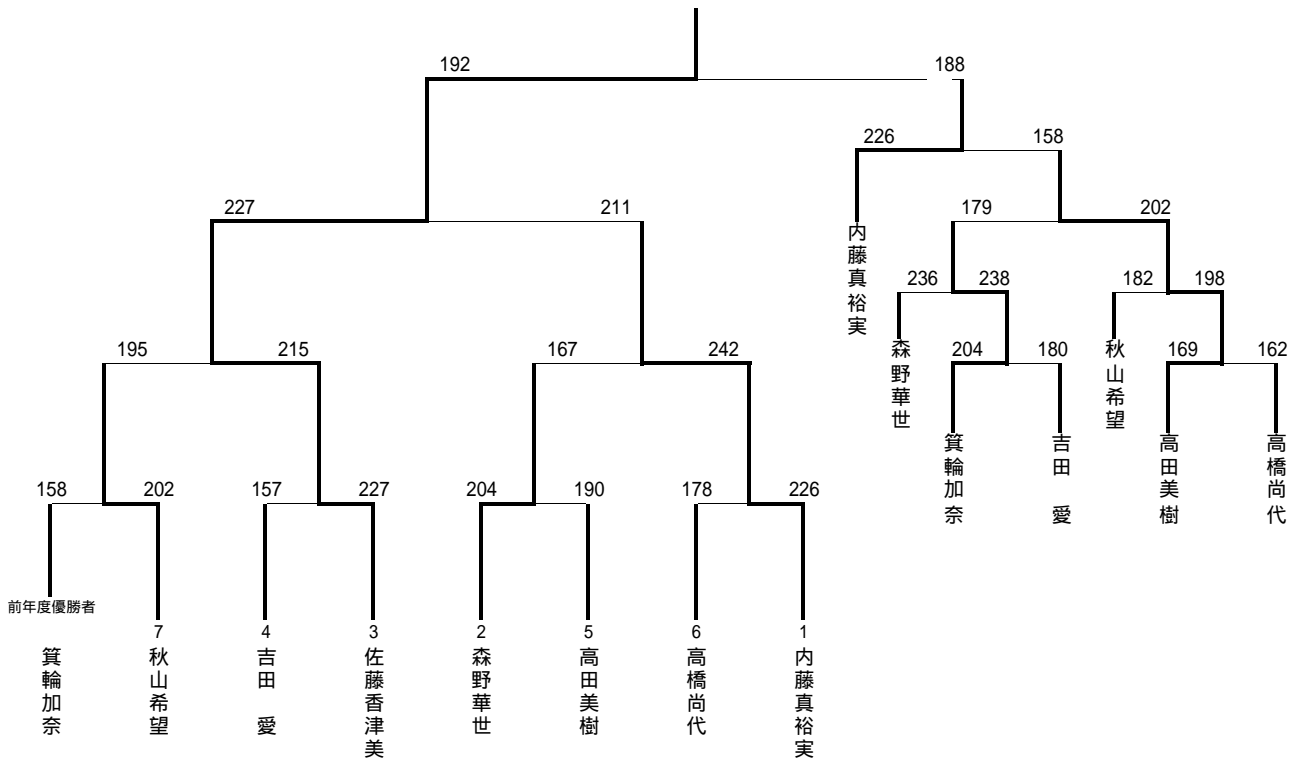 192 188
226 158
227 211
179 202
内藤真裕実
236 238 182 198
195 215 167 242
森野華世
204 180
秋山希望
169 162
箕輪加奈
吉田 愛
高田美樹
高橋尚代
158 202 157 227 204 190 178 226
前年度優勝者
7 4 3 2 5 6 1
箕輪加奈
秋山希望
吉田 愛
佐藤香津美
森野華世
高田美樹
高橋尚代
内藤真裕実